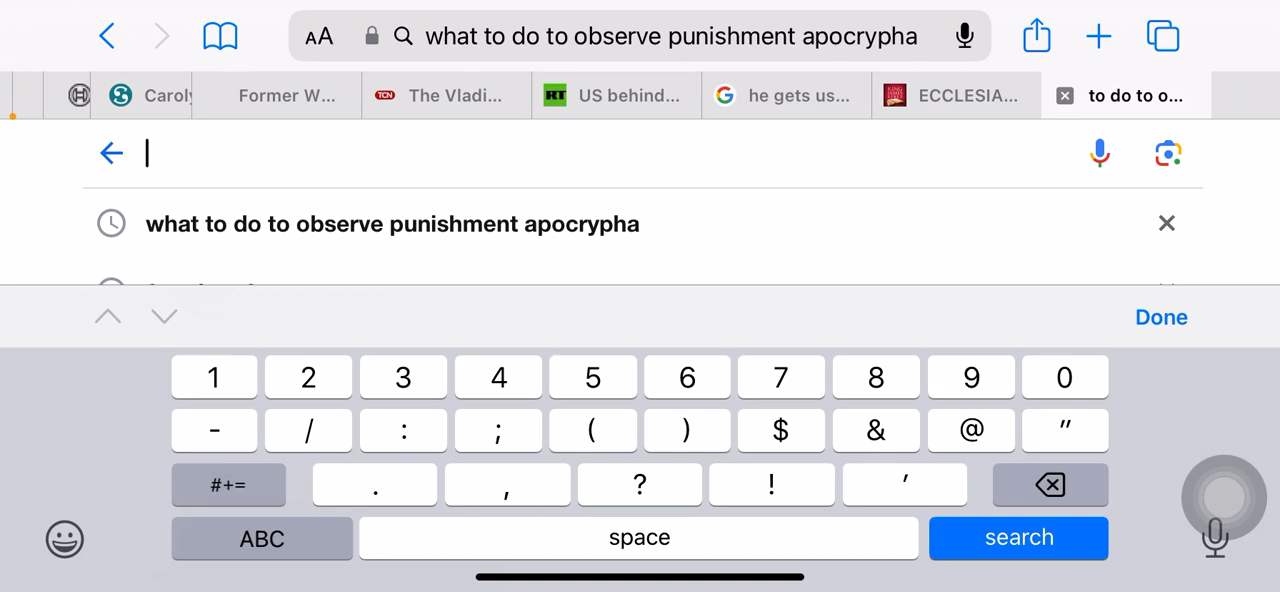 AA what to do to observe punishment apocrypha
Caroly Former W... TCN The Vladi... RT US behind... he gets us... ECCLESIA... to do to o...
what to do to observe punishment apocrypha
Done
1 2 3 4 5 6 7 8 9 0
- / : ; ( ) $ & @ "
#+= . , ? ! '
ABC space search